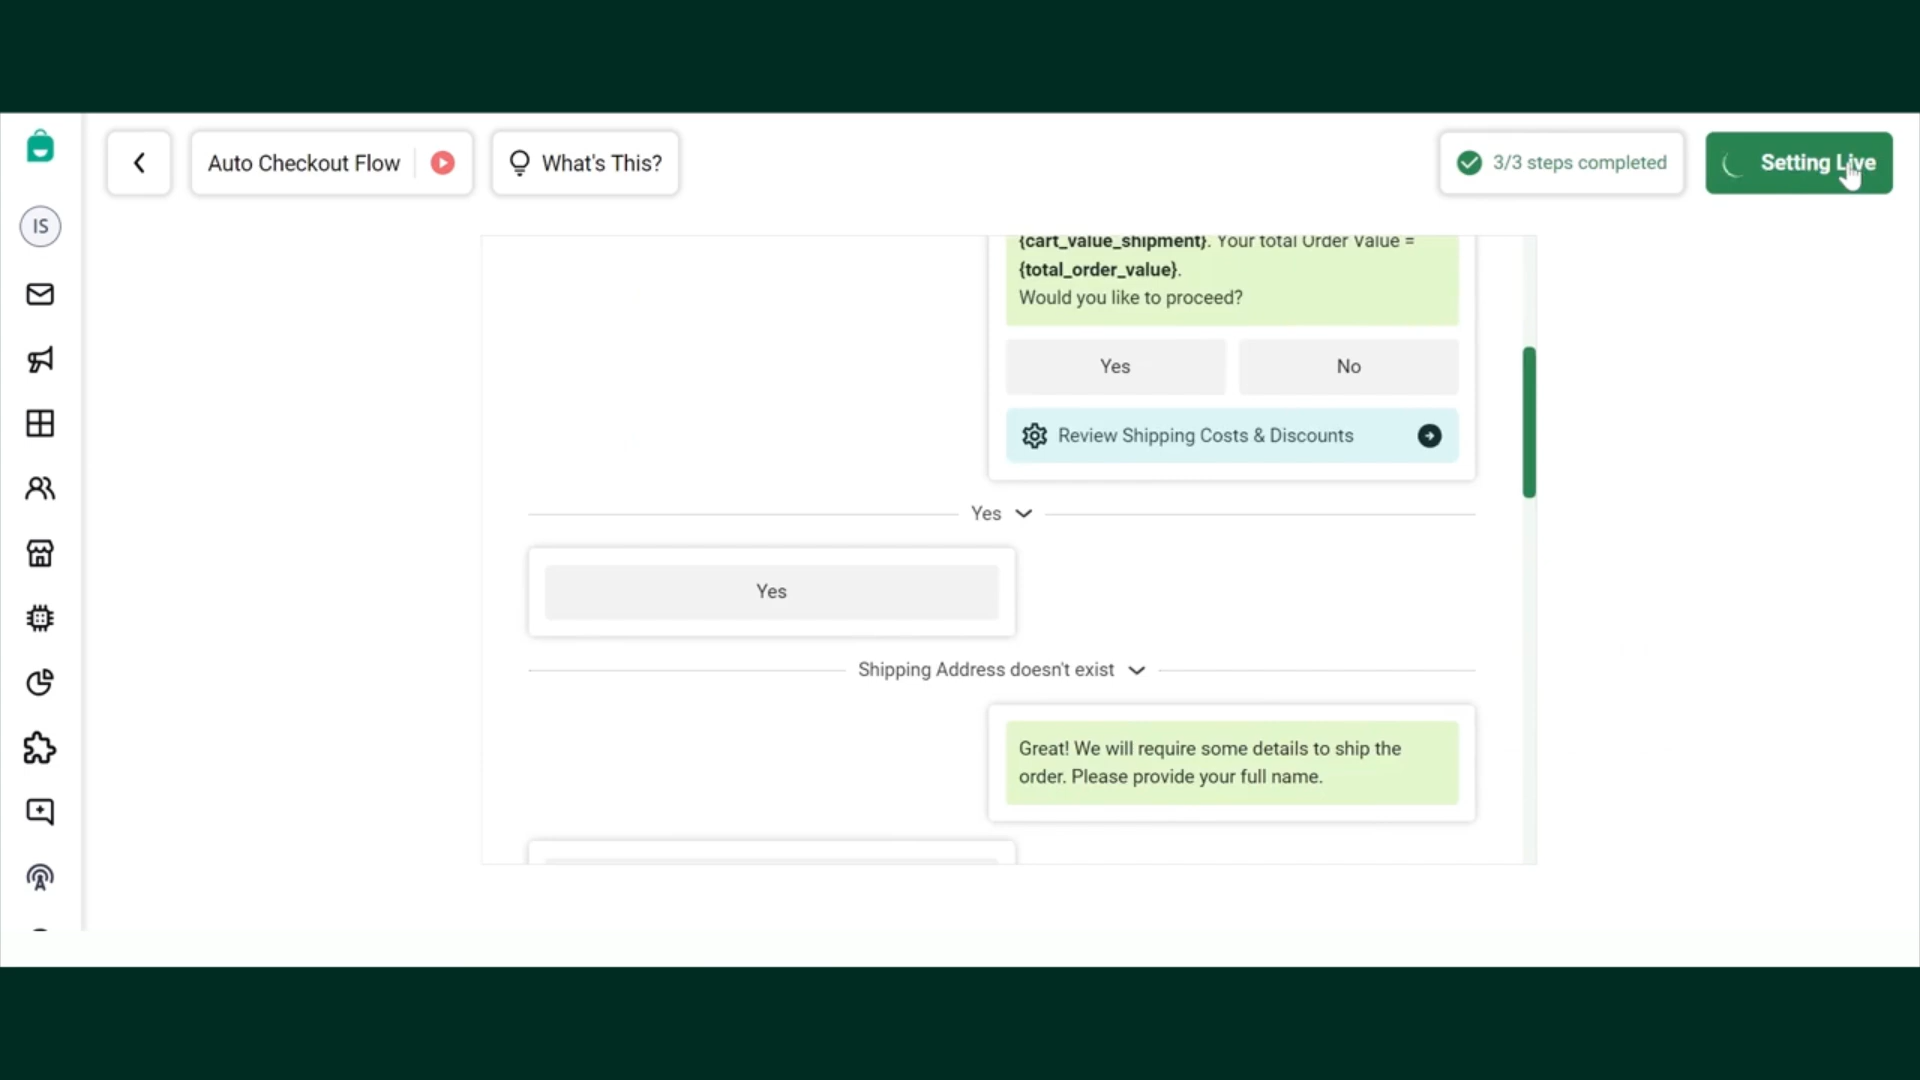 Auto Checkout Flow
What's This?
3/3 steps completed
Setting Live
IS
{cart_value_shipment}. Your total Order Value =
{total_order_value}.
Would you like to proceed?
Yes
No
Review Shipping Costs & Discounts
Yes
Yes
Shipping Address doesn't exist
Great! We will require some details to ship the
order. Please provide your full name.